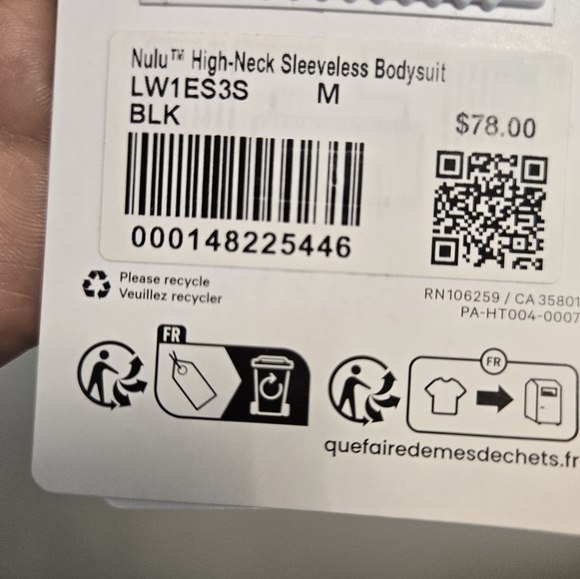 Nulu™ High-Neck Sleeveless Bodysuit
LW1ES3S M
BLK
$78.00
000148225446
Please recycle
Veuillez recycler
RN106259 / CA 35801
PA-HT004-0007
FR
FR
quefairedemesdechets.fr